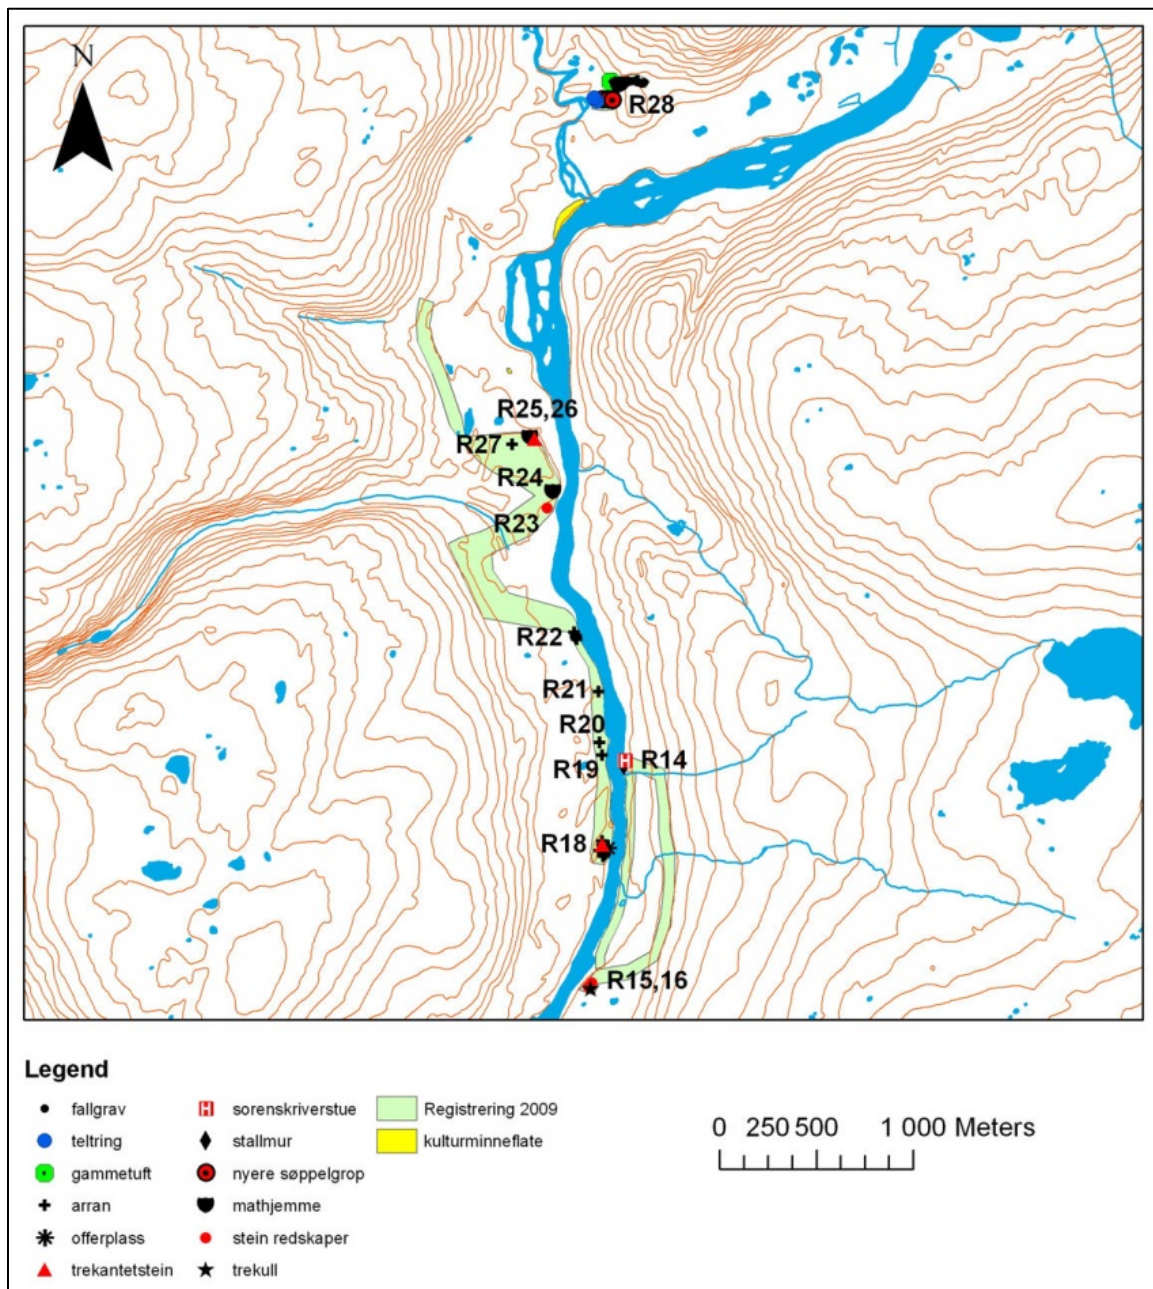 N
R28
R25,26
R27
R24
R23
R22
R21
R20
R19
R14
R18
R15,16
Legend
fallgrav
teltring
gammetuft
arran
offerplass
trekantetstein
H sorenskriverstue
stallmur
nyere søppelgrop
mathjemme
stein redskaper
trekull
Registrering 2009
kulturminneflate
0 250 500 1 000 Meters